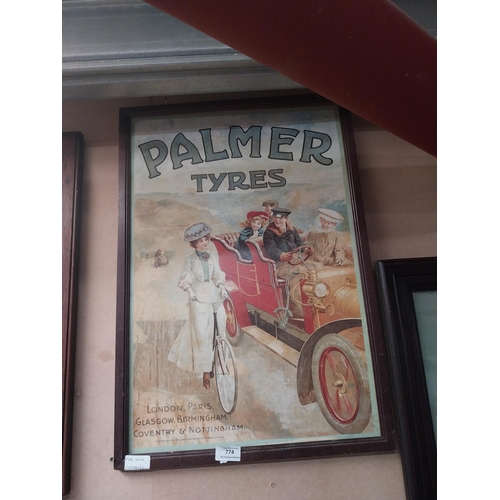 PALMER
TYRES
LONDON, PARIS,
GLASGOW, BIRMINGHAM,
COVENTRY & NOTTINGHAM
774